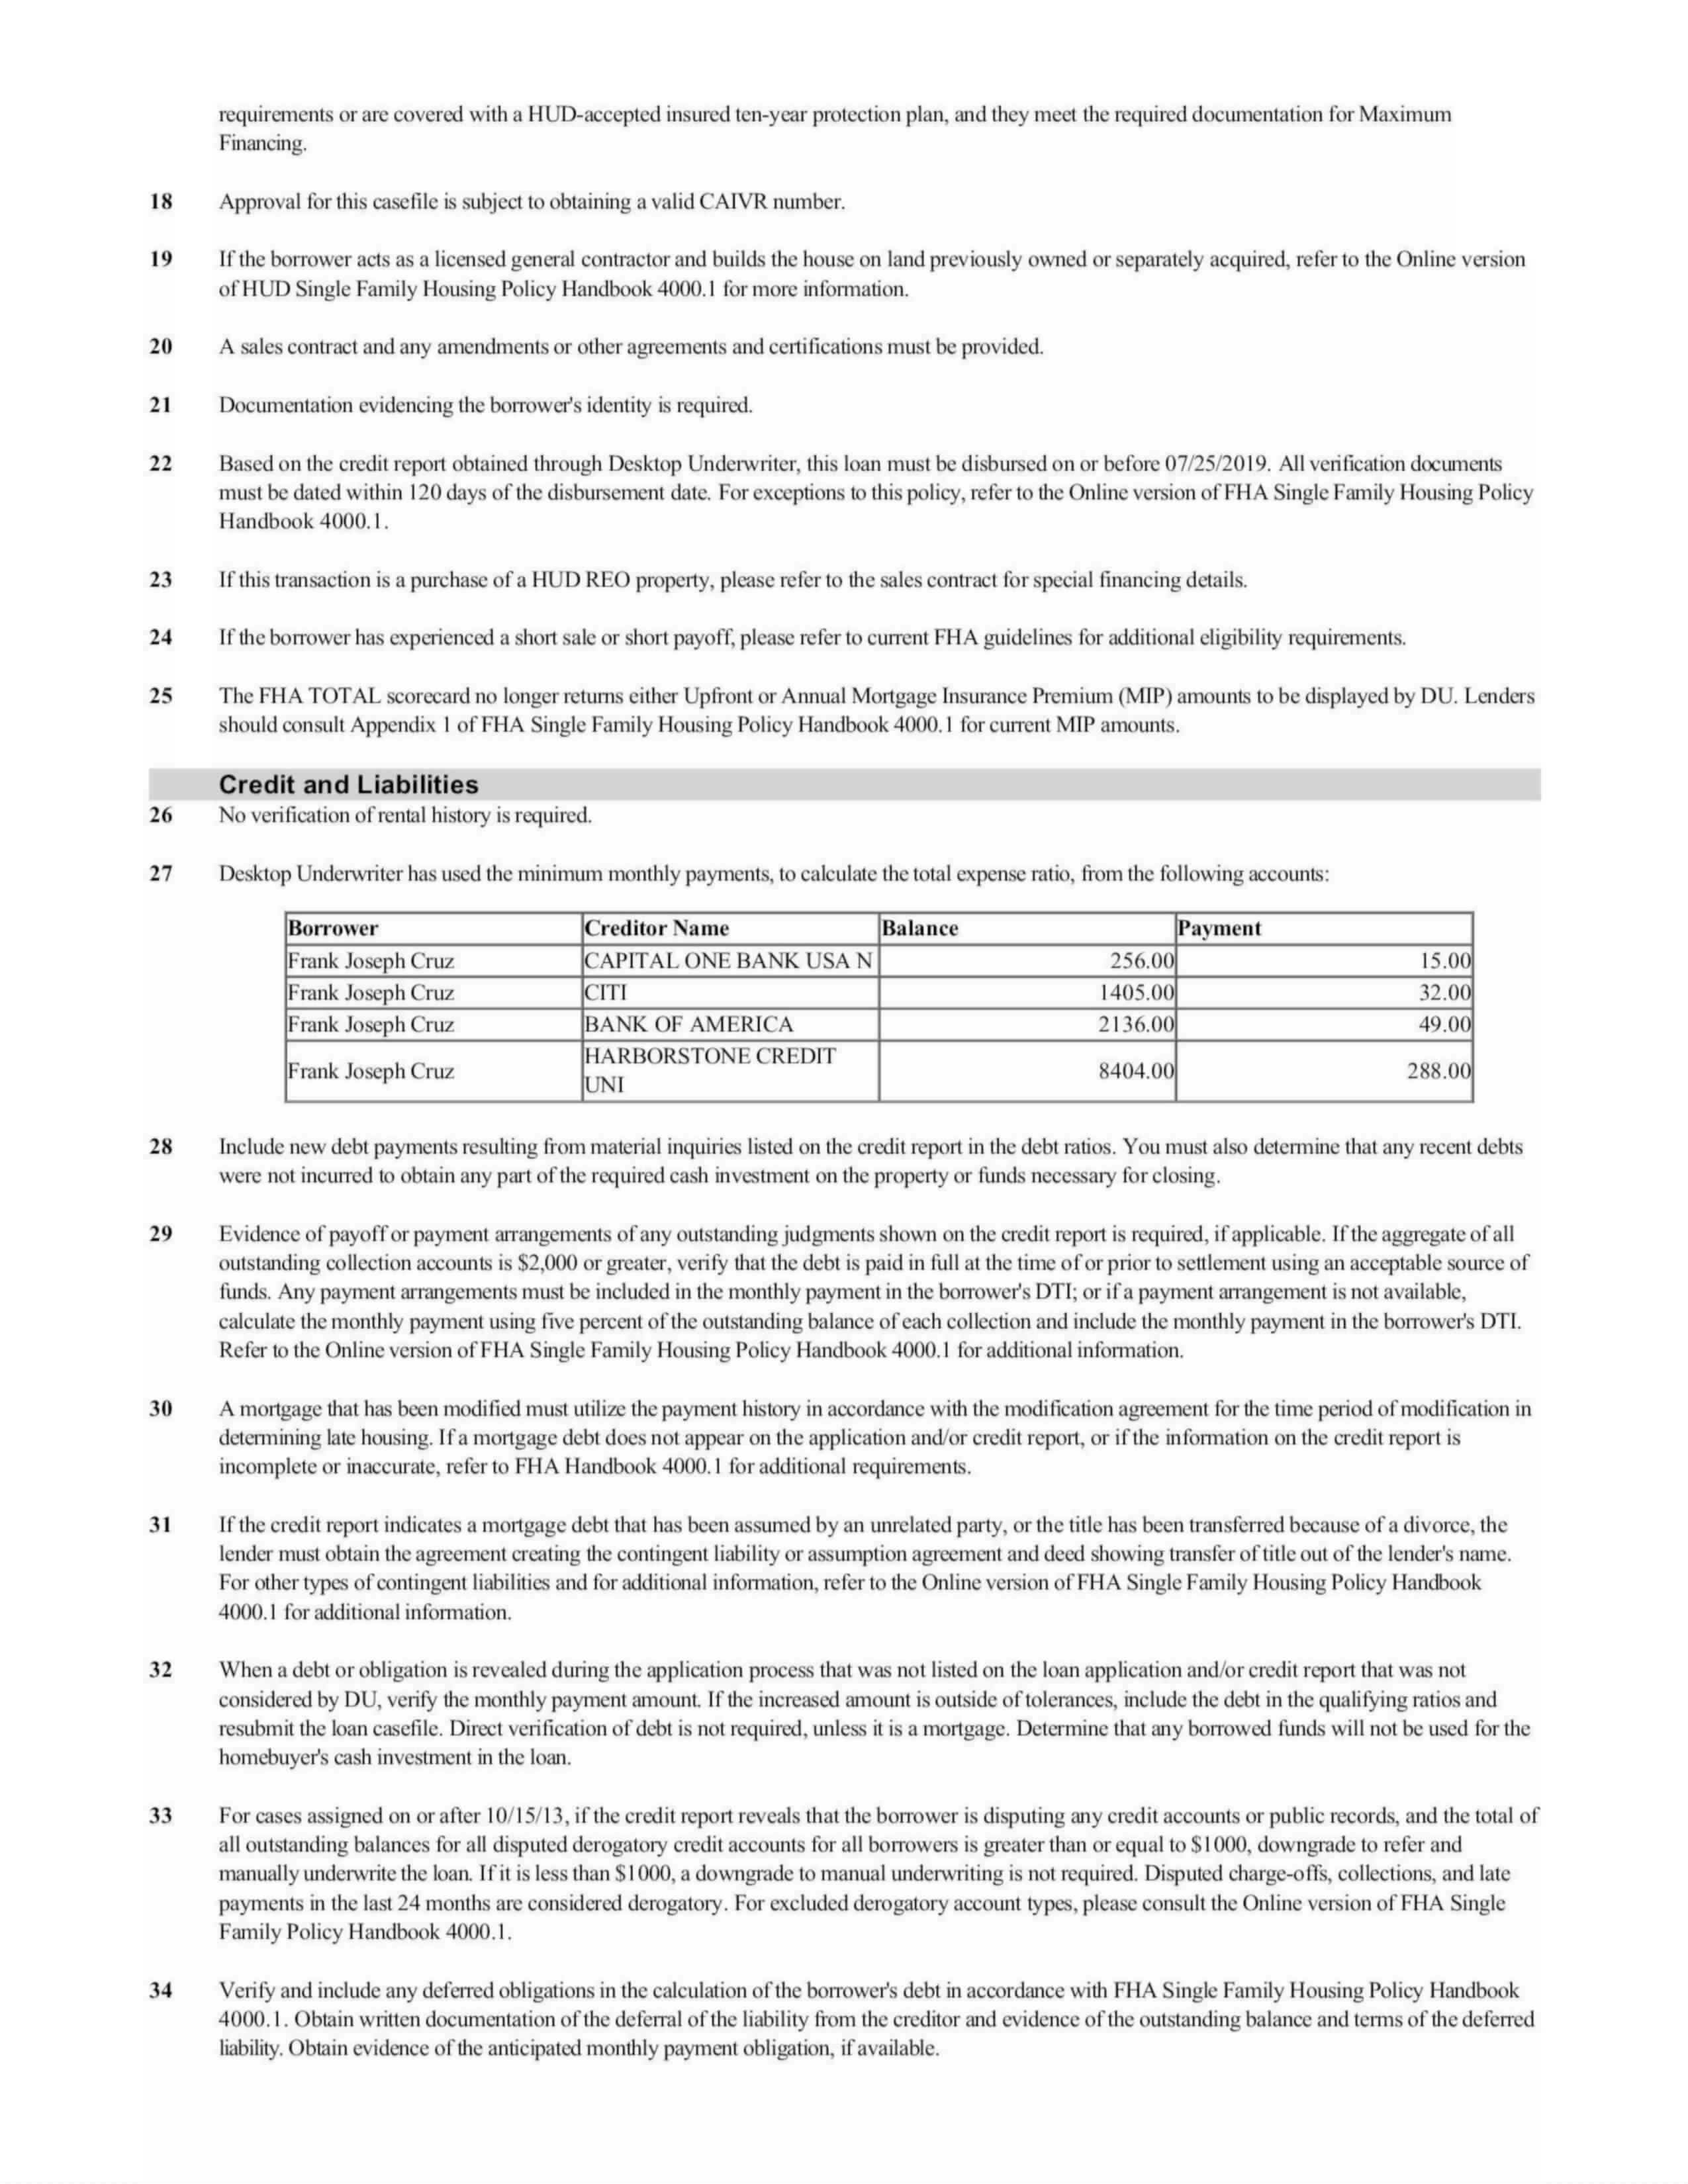 requirements or are covered with a HUD-accepted insured ten-year protection plan, and they meet the required documentation for Maximum
Financing.
18 Approval for this casefile is subject to obtaining a valid CAIVR number.
19 If the borrower acts as a licensed general contractor and builds the house on land previously owned or separately acquired, refer to the Online version
of HUD Single Family Housing Policy Handbook 4000.1 for more information.
20 A sales contract and any amendments or other agreements and certifications must be provided.
21 Documentation evidencing the borrower's identity is required.
22 Based on the credit report obtained through Desktop Underwriter, this loan must be disbursed on or before 07/25/2019. All verification documents
must be dated within 120 days of the disbursement date. For exceptions to this policy, refer to the Online version of FHA Single Family Housing Policy
Handbook 4000.1.
23 If this transaction is a purchase of a HUD REO property, please refer to the sales contract for special financing details.
24 If the borrower has experienced a short sale or short payoff, please refer to current FHA guidelines for additional eligibility requirements.
25 The FHA TOTAL scorecard no longer returns either Upfront or Annual Mortgage Insurance Premium (MIP) amounts to be displayed by DU. Lenders
should consult Appendix 1 of FHA Single Family Housing Policy Handbook 4000.1 for current MIP amounts.
Credit and Liabilities
26 No verification of rental history is required.
27 Desktop Underwriter has used the minimum monthly payments, to calculate the total expense ratio, from the following accounts:
Borrower Creditor Name Balance Payment
Frank Joseph Cruz CAPITAL ONE BANK USA N 256.00 15.00
Frank Joseph Cruz CITI 1405.00 32.00
Frank Joseph Cruz BANK OF AMERICA 2136.00 49.00
Frank Joseph Cruz HARBORSTONE CREDIT
UNI 8404.00 288.00
28 Include new debt payments resulting from material inquiries listed on the credit report in the debt ratios. You must also determine that any recent debts
were not incurred to obtain any part of the required cash investment on the property or funds necessary for closing.
29 Evidence of payoff or payment arrangements of any outstanding judgments shown on the credit report is required, if applicable. If the aggregate of all
outstanding collection accounts is $2,000 or greater, verify that the debt is paid in full at the time of or prior to settlement using an acceptable source of
funds. Any payment arrangements must be included in the monthly payment in the borrower's DTI; or if a payment arrangement is not available,
calculate the monthly payment using five percent of the outstanding balance of each collection and include the monthly payment in the borrower's DTI.
Refer to the Online version of FHA Single Family Housing Policy Handbook 4000.1 for additional information.
30 A mortgage that has been modified must utilize the payment history in accordance with the modification agreement for the time period of modification in
determining late housing. If a mortgage debt does not appear on the application and/or credit report, or if the information on the credit report is
incomplete or inaccurate, refer to FHA Handbook 4000.1 for additional requirements.
31 If the credit report indicates a mortgage debt that has been assumed by an unrelated party, or the title has been transferred because of a divorce, the
lender must obtain the agreement creating the contingent liability or assumption agreement and deed showing transfer of title out of the lender's name.
For other types of contingent liabilities and for additional information, refer to the Online version of FHA Single Family Housing Policy Handbook
4000.1 for additional information.
32 When a debt or obligation is revealed during the application process that was not listed on the loan application and/or credit report that was not
considered by DU, verify the monthly payment amount. If the increased amount is outside of tolerances, include the debt in the qualifying ratios and
resubmit the loan casefile. Direct verification of debt is not required, unless it is a mortgage. Determine that any borrowed funds will not be used for the
homebuyer's cash investment in the loan.
33 For cases assigned on or after 10/15/13, if the credit report reveals that the borrower is disputing any credit accounts or public records, and the total of
all outstanding balances for all disputed derogatory credit accounts for all borrowers is greater than or equal to $1000, downgrade to refer and
manually underwrite the loan. If it is less than $1000, a downgrade to manual underwriting is not required. Disputed charge-offs, collections, and late
payments in the last 24 months are considered derogatory. For excluded derogatory account types, please consult the Online version of FHA Single
Family Policy Handbook 4000.1.
34 Verify and include any deferred obligations in the calculation of the borrower's debt in accordance with FHA Single Family Housing Policy Handbook
4000.1. Obtain written documentation of the deferral of the liability from the creditor and evidence of the outstanding balance and terms of the deferred
liability. Obtain evidence of the anticipated monthly payment obligation, if available.